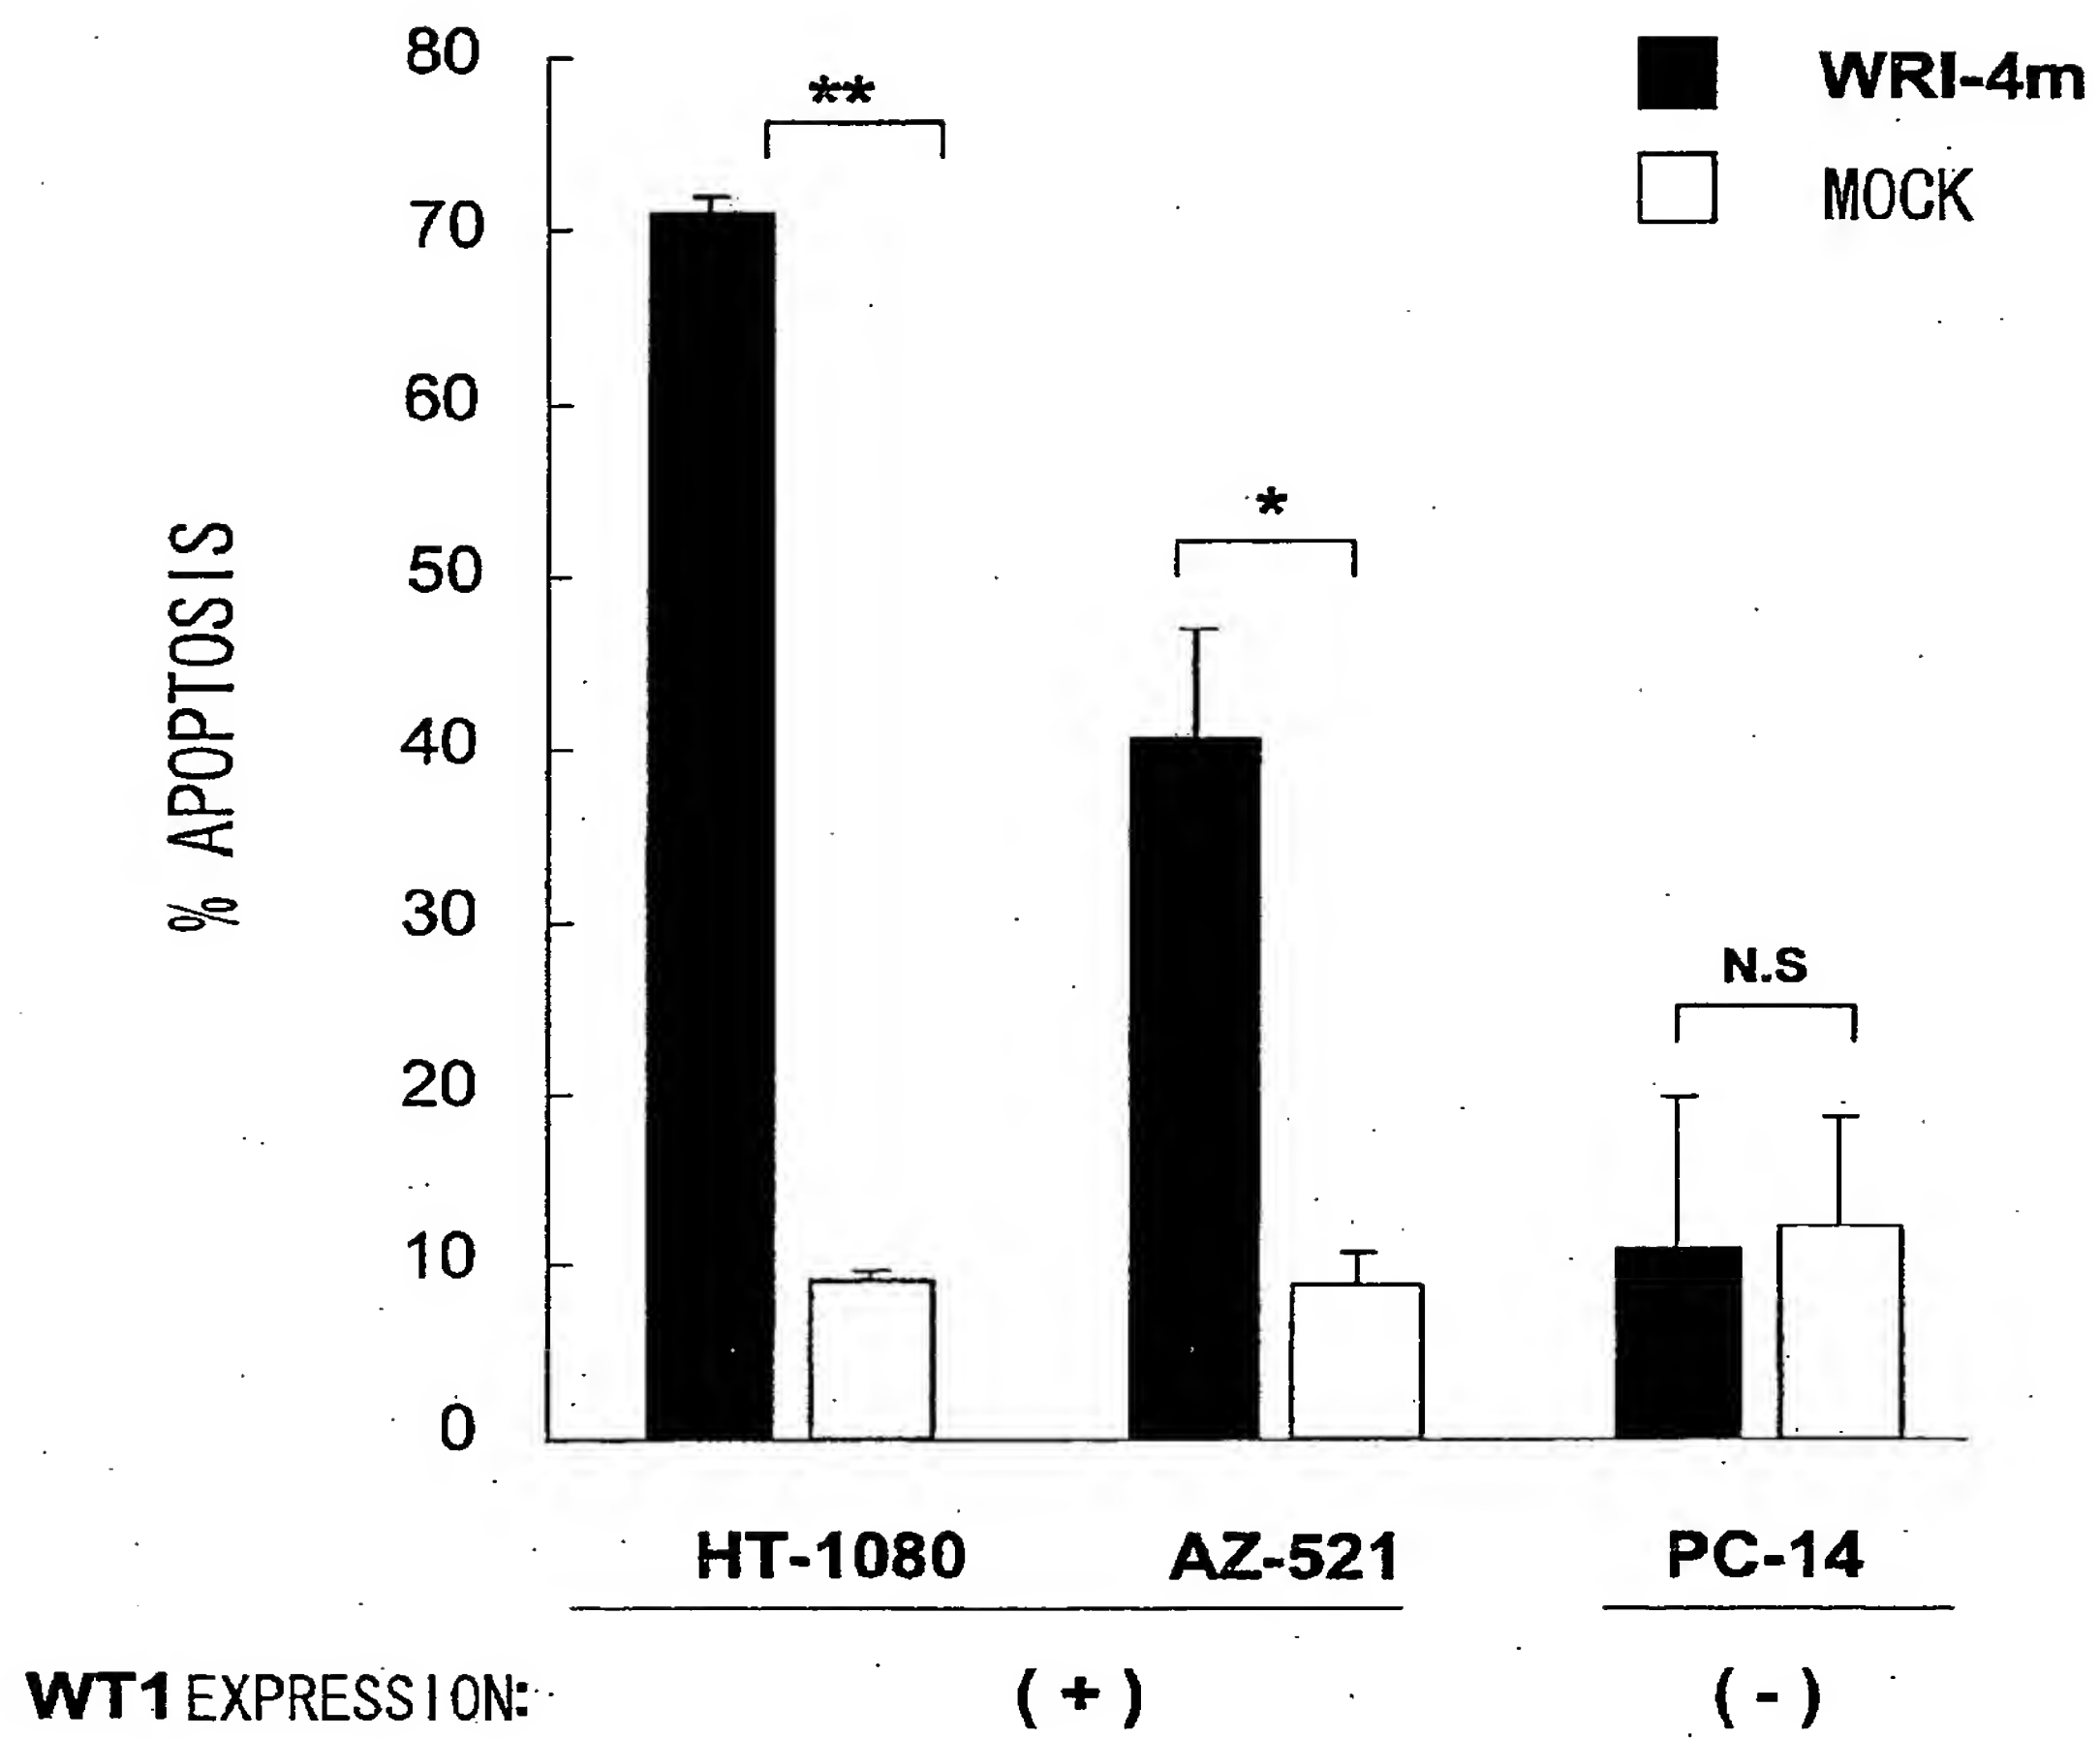 80
70
60
50
40
30
20
10
0
% APOPTOSIS
**
*
N.S
WRI-4m
MOCK
HT-1080 AZ-521 PC-14
WT1 EXPRESSION: (+) (-)